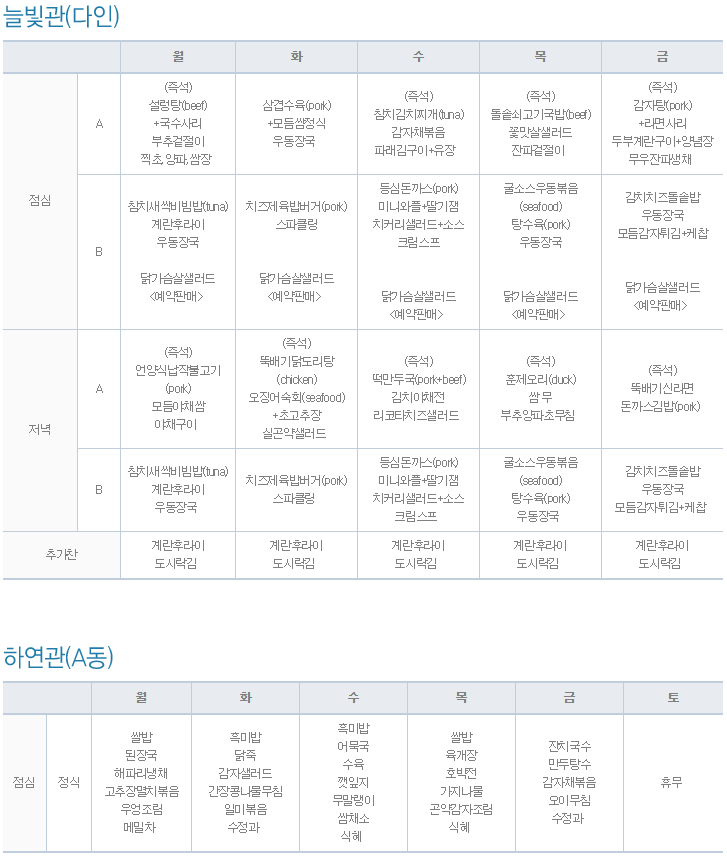 늘빛관(다인)
월 화 수 목 금
점심
A
(즉석)
설렁탕(beef)
+국수사리
부추겉절이
찍초, 양파, 쌈장
삼겹수육(pork)
+모듬쌈정식
우동장국
(즉석)
참치김치찌개(tuna)
감자채볶음
파래김구이+유장
(즉석)
돌솥쇠고기국밥(beef)
꽃맛살샐러드
잔파겉절이
(즉석)
감자탕(pork)
+라면사리
두부계란구이+양념장
무우잔파생채
B
참치새싹비빔밥(tuna)
계란후라이
우동장국
닭가슴살샐러드
<예약판매>
치즈제육밥버거(pork)
스파클링
닭가슴살샐러드
<예약판매>
등심돈까스(pork)
미니와플+딸기잼
치커리샐러드+소스
크림스프
닭가슴살샐러드
<예약판매>
굴소스우동볶음
(seafood)
탕수육(pork)
우동장국
닭가슴살샐러드
<예약판매>
김치치즈돌솥밥
우동장국
모듬감자튀김+케찹
닭가슴살샐러드
<예약판매>
저녁
A
(즉석)
언양식납작불고기
(pork)
모듬야채쌈
야채구이
(즉석)
뚝배기닭도리탕
(chicken)
오징어숙회(seafood)
+초고추장
실곤약샐러드
(즉석)
떡만두국(pork+beef)
김치야채전
리코타치즈샐러드
(즉석)
훈제오리(duck)
쌈무
부추양파초무침
(즉석)
뚝배기신라면
돈까스김밥(pork)
B
참치새싹비빔밥(tuna)
계란후라이
우동장국
치즈제육밥버거(pork)
스파클링
등심돈까스(pork)
미니와플+딸기잼
치커리샐러드+소스
크림스프
굴소스우동볶음
(seafood)
탕수육(pork)
우동장국
김치치즈돌솥밥
우동장국
모듬감자튀김+케찹
추가찬
계란후라이
도시락김
계란후라이
도시락김
계란후라이
도시락김
계란후라이
도시락김
계란후라이
도시락김
하연관(A동)
월 화 수 목 금 토
점심
정식
쌀밥
된장국
해파리냉채
고추장멸치볶음
우엉조림
메밀차
흑미밥
닭죽
감자샐러드
간장콩나물무침
일미볶음
수정과
흑미밥
어묵국
수육
깻잎지
무말랭이
쌈채소
식혜
쌀밥
육개장
호박전
가지나물
곤약감자조림
식혜
잔치국수
만두탕수
감자채볶음
오이무침
수정과
휴무